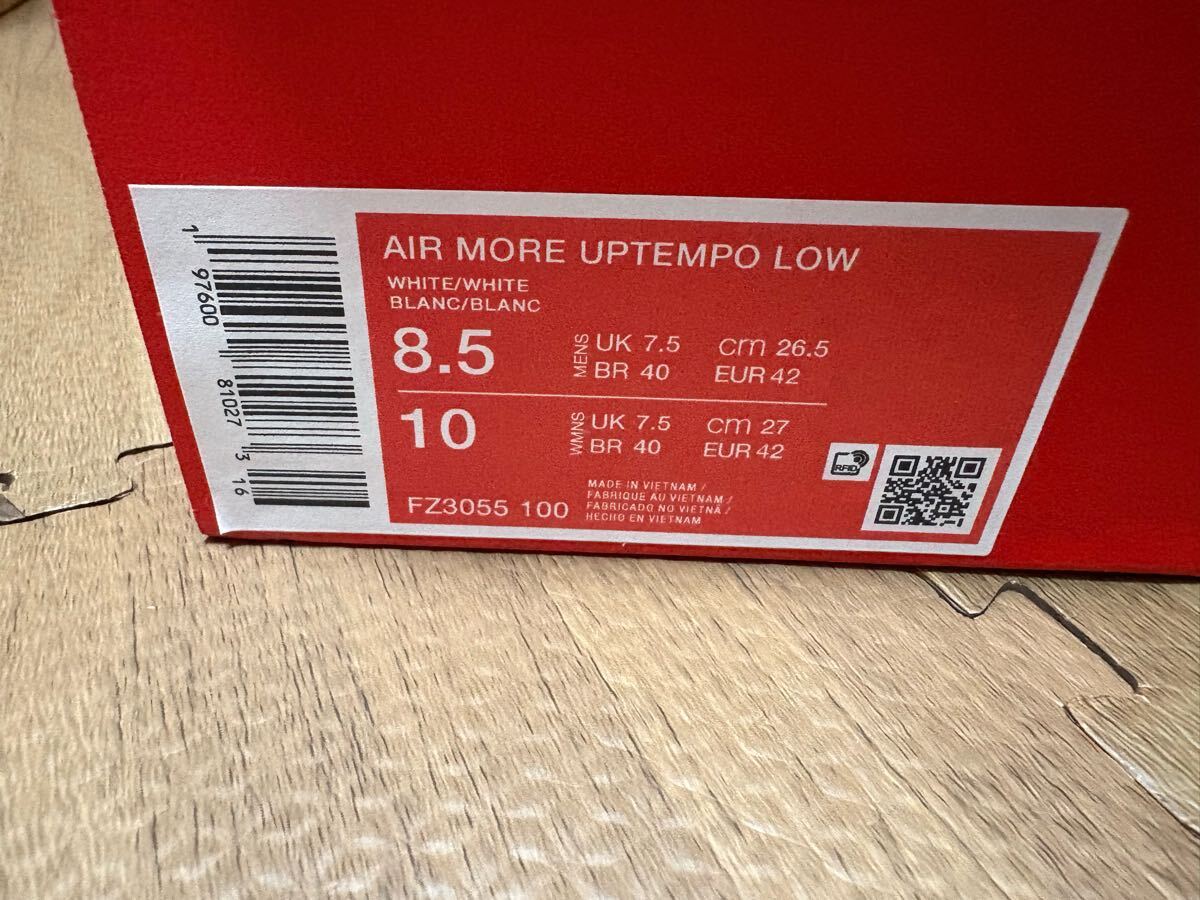 AIR MORE UPTEMPO LOW
WHITE/WHITE
BLANC/BLANC
8.5 MENS UK 7.5 cm 26.5
BR 40 EUR 42
10 WMNS UK 7.5 cm 27
BR 40 EUR 42
FZ3055 100
MADE IN VIETNAM /
FABRIQUE AU VIETNAM /
FABRICADO NO VIETNÃ /
HECHO EN VIETNAM
RFID
1 97600 81027 3 16